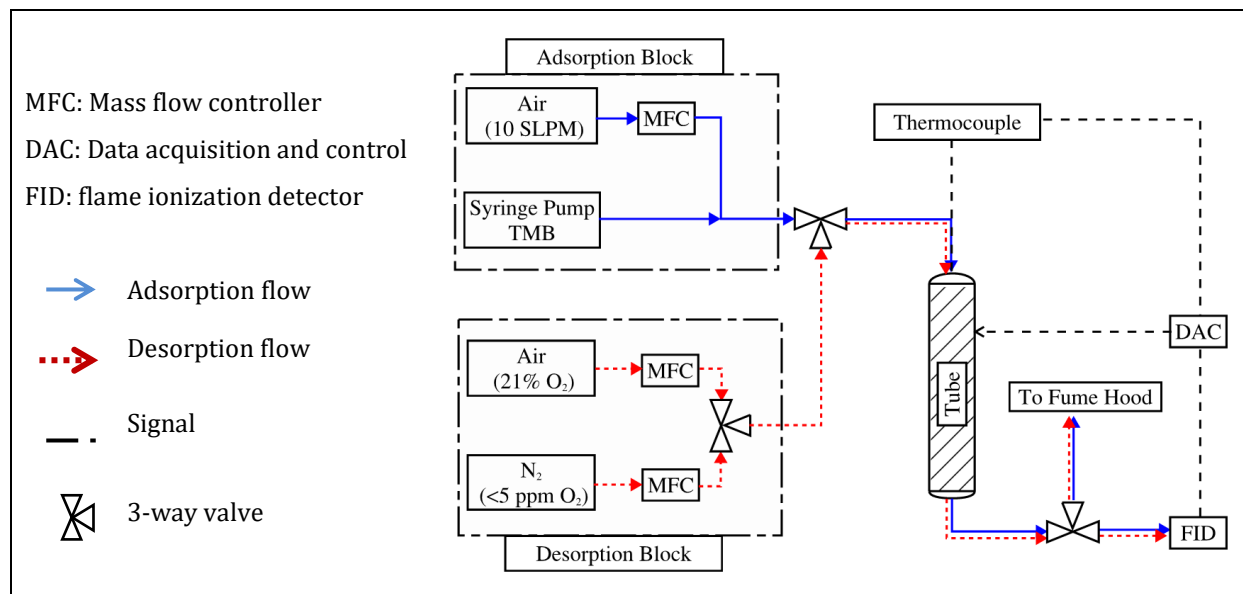 MFC: Mass flow controller
DAC: Data acquisition and control
FID: flame ionization detector
Adsorption flow
Desorption flow
Signal
3-way valve
Adsorption Block
Air
(10 SLPM)
MFC
Syringe Pump
TMB
Air
(21% O₂)
MFC
N₂
(<5 ppm O₂)
MFC
Desorption Block
Thermocouple
Tube
DAC
To Fume Hood
FID